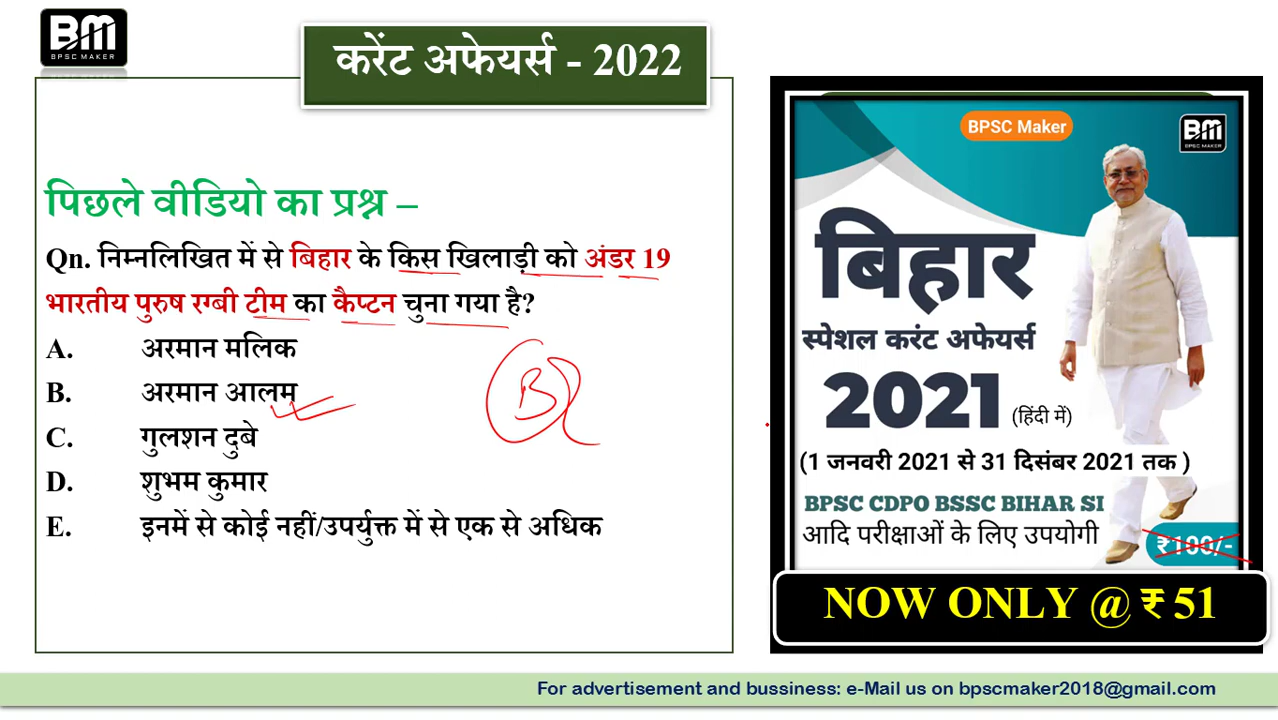 BM
BPSC MAKER
करेंट अफेयर्स - 2022
पिछले वीडियो का प्रश्न –
Qn. निम्नलिखित में से बिहार के किस खिलाड़ी को अंडर 19
भारतीय पुरुष रग्बी टीम का कैप्टन चुना गया है?
A. अरमान मलिक
B. अरमान आलम
C. गुलशन दुबे
D. शुभम कुमार
E. इनमें से कोई नहीं/उपर्युक्त में से एक से अधिक
B
BPSC Maker
BM
BPSC MAKER
बिहार
स्पेशल करंट अफेयर्स
2021 (हिंदी में)
(1 जनवरी 2021 से 31 दिसंबर 2021 तक )
BPSC CDPO BSSC BIHAR SI
आदि परीक्षाओं के लिए उपयोगी
₹100/-
NOW ONLY @ ₹ 51
For advertisement and bussiness: e-Mail us on bpscmaker2018@gmail.com